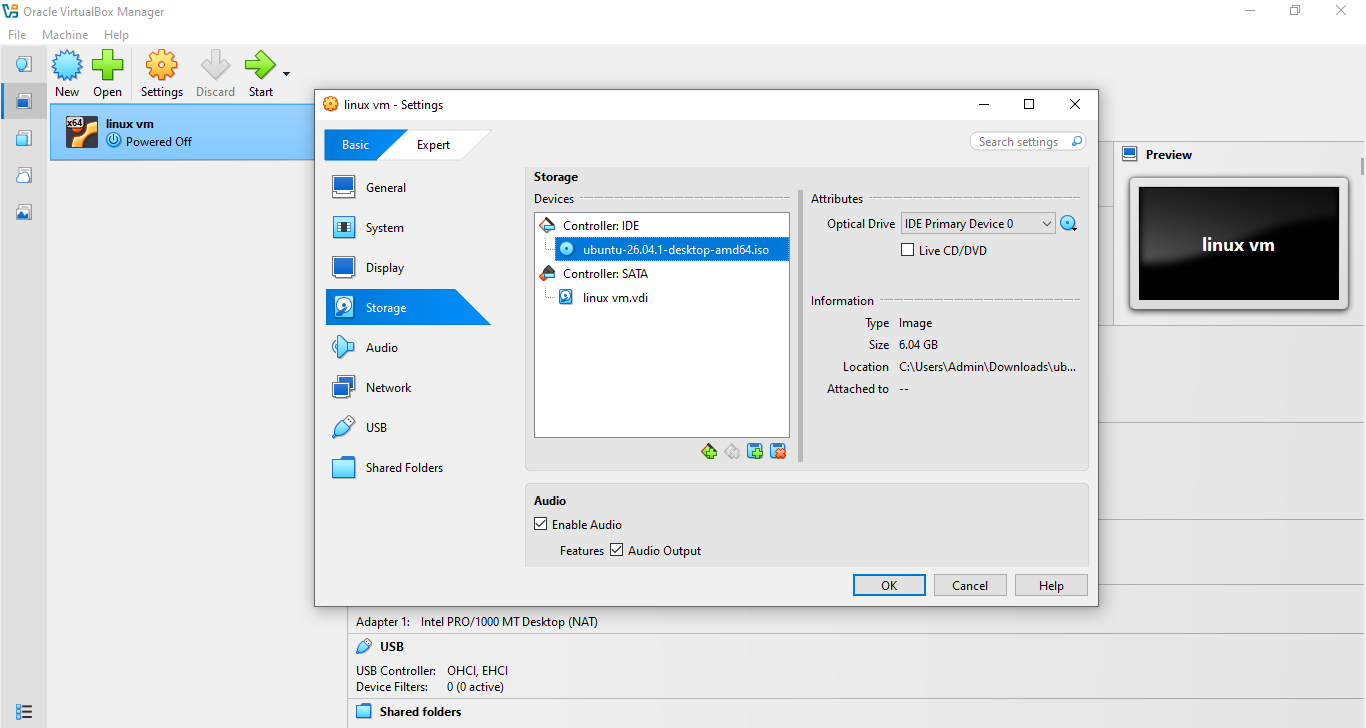 Oracle VirtualBox Manager
File Machine Help
New Open Settings Discard Start
x64
linux vm
Powered Off
linux vm - Settings
Basic Expert
Search settings
General
System
Display
Storage
Audio
Network
USB
Shared Folders
Storage
Devices
Controller: IDE
ubuntu-26.04.1-desktop-amd64.iso
Controller: SATA
linux vm.vdi
Attributes
Optical Drive IDE Primary Device 0
Live CD/DVD
Information
Type Image
Size 6.04 GB
Location C:\Users\Admin\Downloads\ub...
Attached to --
Audio
Enable Audio
Features Audio Output
OK Cancel Help
Preview
linux vm
Adapter 1: Intel PRO/1000 MT Desktop (NAT)
USB
USB Controller: OHCI, EHCI
Device Filters: 0 (0 active)
Shared folders